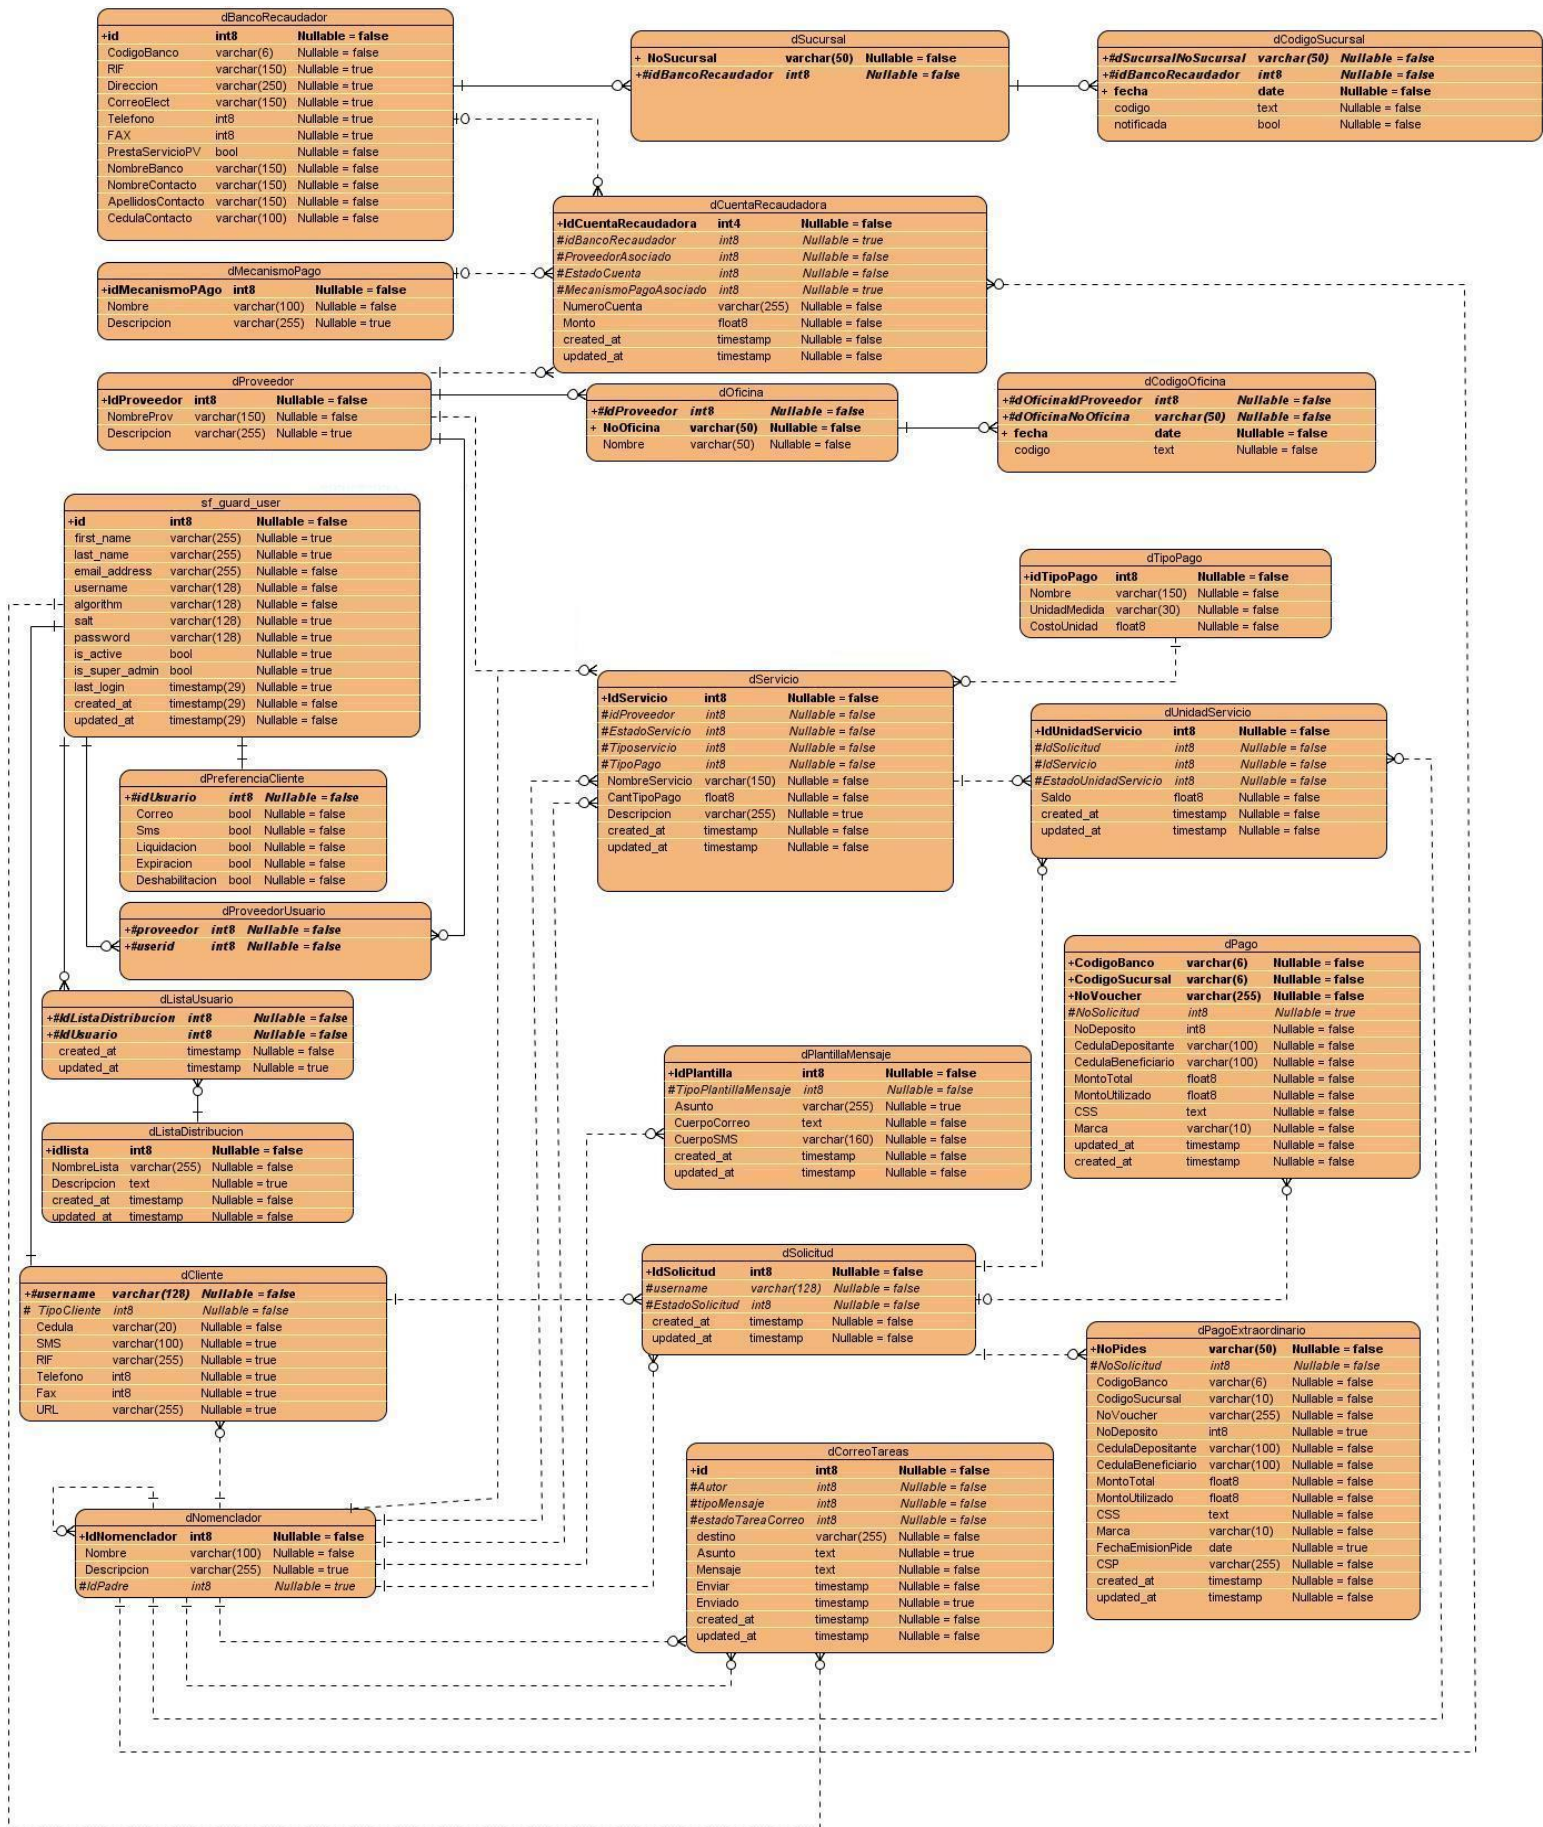 dBancoRecaudador
+id int8 Nullable = false
CodigoBanco varchar(6) Nullable = false
RIF varchar(150) Nullable = true
Direccion varchar(250) Nullable = true
CorreoElect varchar(150) Nullable = true
Telefono int8 Nullable = true
FAX int8 Nullable = true
PrestaServicioPV bool Nullable = false
NombreBanco varchar(150) Nullable = false
NombreContacto varchar(150) Nullable = false
ApellidosContacto varchar(150) Nullable = false
CedulaContacto varchar(100) Nullable = false
dSucursal
+ NoSucursal varchar(50) Nullable = false
+#idBancoRecaudador int8 Nullable = false
dCodigoSucursal
+#dSucursalNoSucursal varchar(50) Nullable = false
+#idBancoRecaudador int8 Nullable = false
+ fecha date Nullable = false
codigo text Nullable = false
notificada bool Nullable = false
dCuentaRecaudadora
+IdCuentaRecaudadora int4 Nullable = false
#idBancoRecaudador int8 Nullable = true
#ProveedorAsociado int8 Nullable = false
#EstadoCuenta int8 Nullable = false
#MecanismoPagoAsociado int8 Nullable = true
NumeroCuenta varchar(255) Nullable = false
Monto float8 Nullable = false
created_at timestamp Nullable = false
updated_at timestamp Nullable = false
dMecanismoPago
+idMecanismoPAgo int8 Nullable = false
Nombre varchar(100) Nullable = false
Descripcion varchar(255) Nullable = true
dProveedor
+IdProveedor int8 Nullable = false
NombreProv varchar(150) Nullable = false
Descripcion varchar(255) Nullable = true
dOficina
+#IdProveedor int8 Nullable = false
+ NoOficina varchar(50) Nullable = false
Nombre varchar(50) Nullable = false
dCodigoOficina
+#dOficinaIdProveedor int8 Nullable = false
+#dOficinaNoOficina varchar(50) Nullable = false
+ fecha date Nullable = false
codigo text Nullable = false
sf_guard_user
+id int8 Nullable = false
first_name varchar(255) Nullable = true
last_name varchar(255) Nullable = true
email_address varchar(255) Nullable = false
username varchar(128) Nullable = false
algorithm varchar(128) Nullable = false
salt varchar(128) Nullable = true
password varchar(128) Nullable = true
is_active bool Nullable = true
is_super_admin bool Nullable = true
last_login timestamp(29) Nullable = true
created_at timestamp(29) Nullable = false
updated_at timestamp(29) Nullable = false
dTipoPago
+idTipoPago int8 Nullable = false
Nombre varchar(150) Nullable = false
UnidadMedida varchar(30) Nullable = false
CostoUnidad float8 Nullable = false
dServicio
+IdServicio int8 Nullable = false
#idProveedor int8 Nullable = false
#EstadoServicio int8 Nullable = false
#Tiposervicio int8 Nullable = false
#TipoPago int8 Nullable = false
NombreServicio varchar(150) Nullable = false
CantTipoPago float8 Nullable = false
Descripcion varchar(255) Nullable = true
created_at timestamp Nullable = false
updated_at timestamp Nullable = false
dUnidadServicio
+IdUnidadServicio int8 Nullable = false
#IdSolicitud int8 Nullable = false
#IdServicio int8 Nullable = false
#EstadoUnidadServicio int8 Nullable = false
Saldo float8 Nullable = false
created_at timestamp Nullable = false
updated_at timestamp Nullable = false
dPreferenciaCliente
+#idUsuario int8 Nullable = false
Correo bool Nullable = false
Sms bool Nullable = false
Liquidacion bool Nullable = false
Expiracion bool Nullable = false
Deshabilitacion bool Nullable = false
dProveedorUsuario
+#proveedor int8 Nullable = false
+#userid int8 Nullable = false
dPago
+CodigoBanco varchar(6) Nullable = false
+CodigoSucursal varchar(6) Nullable = false
+NoVoucher varchar(255) Nullable = false
#NoSolicitud int8 Nullable = true
NoDeposito int8 Nullable = false
CedulaDepositante varchar(100) Nullable = false
CedulaBeneficiario varchar(100) Nullable = false
MontoTotal float8 Nullable = false
MontoUtilizado float8 Nullable = false
CSS text Nullable = false
Marca varchar(10) Nullable = false
updated_at timestamp Nullable = false
created_at timestamp Nullable = false
dListaUsuario
+#IdListaDistribucion int8 Nullable = false
+#IdUsuario int8 Nullable = false
created_at timestamp Nullable = false
updated_at timestamp Nullable = true
dPlantillaMensaje
+IdPlantilla int8 Nullable = false
#TipoPlantillaMensaje int8 Nullable = false
Asunto varchar(255) Nullable = true
CuerpoCorreo text Nullable = false
CuerpoSMS varchar(160) Nullable = false
created_at timestamp Nullable = false
updated_at timestamp Nullable = false
dListaDistribucion
+idlista int8 Nullable = false
NombreLista varchar(255) Nullable = false
Descripcion text Nullable = true
created_at timestamp Nullable = false
updated_at timestamp Nullable = false
dCliente
+#username varchar(128) Nullable = false
# TipoCliente int8 Nullable = false
Cedula varchar(20) Nullable = false
SMS varchar(100) Nullable = true
RIF varchar(255) Nullable = true
Telefono int8 Nullable = true
Fax int8 Nullable = true
URL varchar(255) Nullable = true
dSolicitud
+IdSolicitud int8 Nullable = false
#username varchar(128) Nullable = false
#EstadoSolicitud int8 Nullable = false
created_at timestamp Nullable = false
updated_at timestamp Nullable = false
dPagoExtraordinario
+NoPides varchar(50) Nullable = false
#NoSolicitud int8 Nullable = false
CodigoBanco varchar(6) Nullable = false
CodigoSucursal varchar(10) Nullable = false
NoVoucher varchar(255) Nullable = false
NoDeposito int8 Nullable = true
CedulaDepositante varchar(100) Nullable = false
CedulaBeneficiario varchar(100) Nullable = false
MontoTotal float8 Nullable = false
MontoUtilizado float8 Nullable = false
CSS text Nullable = false
Marca varchar(10) Nullable = false
FechaEmisionPide date Nullable = true
CSP varchar(255) Nullable = false
created_at timestamp Nullable = false
updated_at timestamp Nullable = false
dCorreoTareas
+id int8 Nullable = false
#Autor int8 Nullable = false
#tipoMensaje int8 Nullable = false
#estadoTareaCorreo int8 Nullable = false
destino varchar(255) Nullable = false
Asunto text Nullable = true
Mensaje text Nullable = false
Enviar timestamp Nullable = false
Enviado timestamp Nullable = true
created_at timestamp Nullable = false
updated_at timestamp Nullable = false
dNomenclador
+IdNomenclador int8 Nullable = false
Nombre varchar(100) Nullable = false
Descripcion varchar(255) Nullable = true
#IdPadre int8 Nullable = true